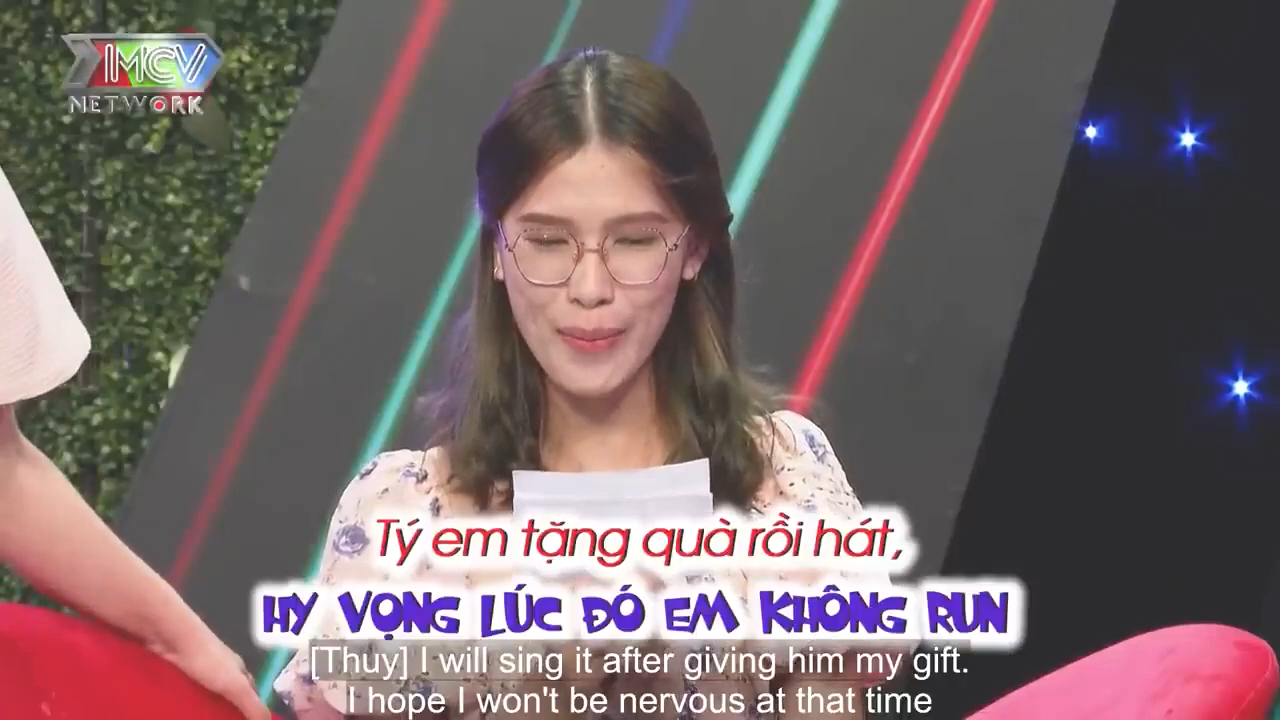 MCV
NETWORK
Tý em tặng quà rồi hát,
HY VỌNG LÚC ĐÓ EM KHÔNG RUN
[Thuy] I will sing it after giving him my gift.
I hope I won't be nervous at that time